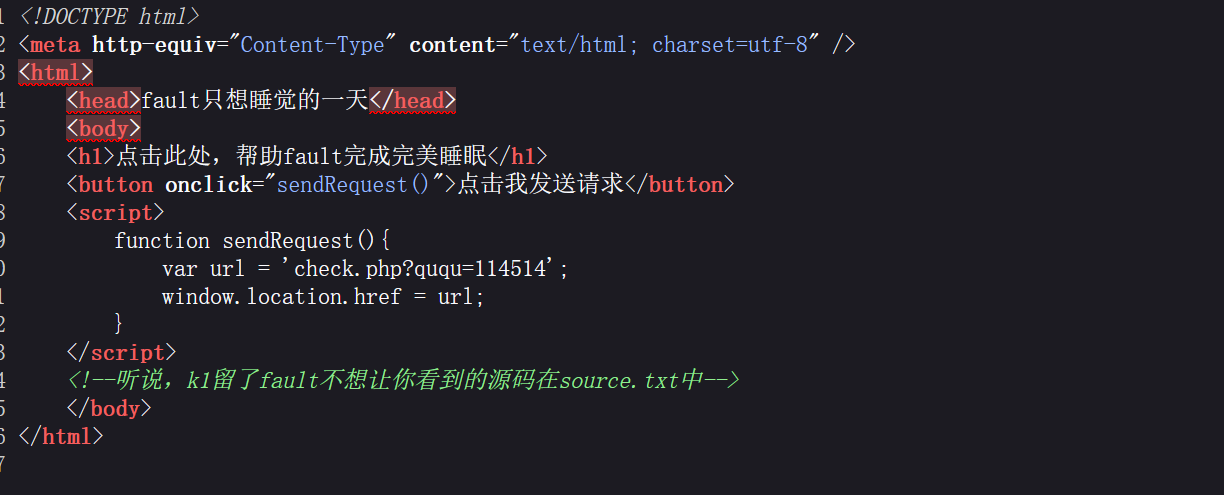 1 <!DOCTYPE html>
2 <meta http-equiv="Content-Type" content="text/html; charset=utf-8" />
3 <html>
4     <head>fault只想睡觉的一天</head>
5     <body>
6     <h1>点击此处，帮助fault完成完美睡眠</h1>
7     <button onclick="sendRequest()">点击我发送请求</button>
8     <script>
9         function sendRequest(){
0             var url = 'check.php?ququ=114514';
1             window.location.href = url;
2         }
3     </script>
4     <!--听说，k1留了fault不想让你看到的源码在source.txt中-->
5     </body>
6 </html>
7